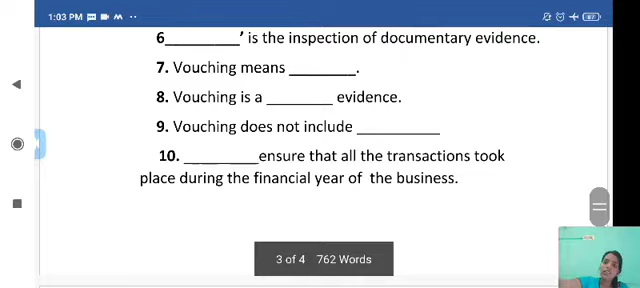 1:03 PM
6_________’ is the inspection of documentary evidence.
7. Vouching means ________.
8. Vouching is a ________ evidence.
9. Vouching does not include __________
10. _________ensure that all the transactions took
place during the financial year of the business.
3 of 4 762 Words